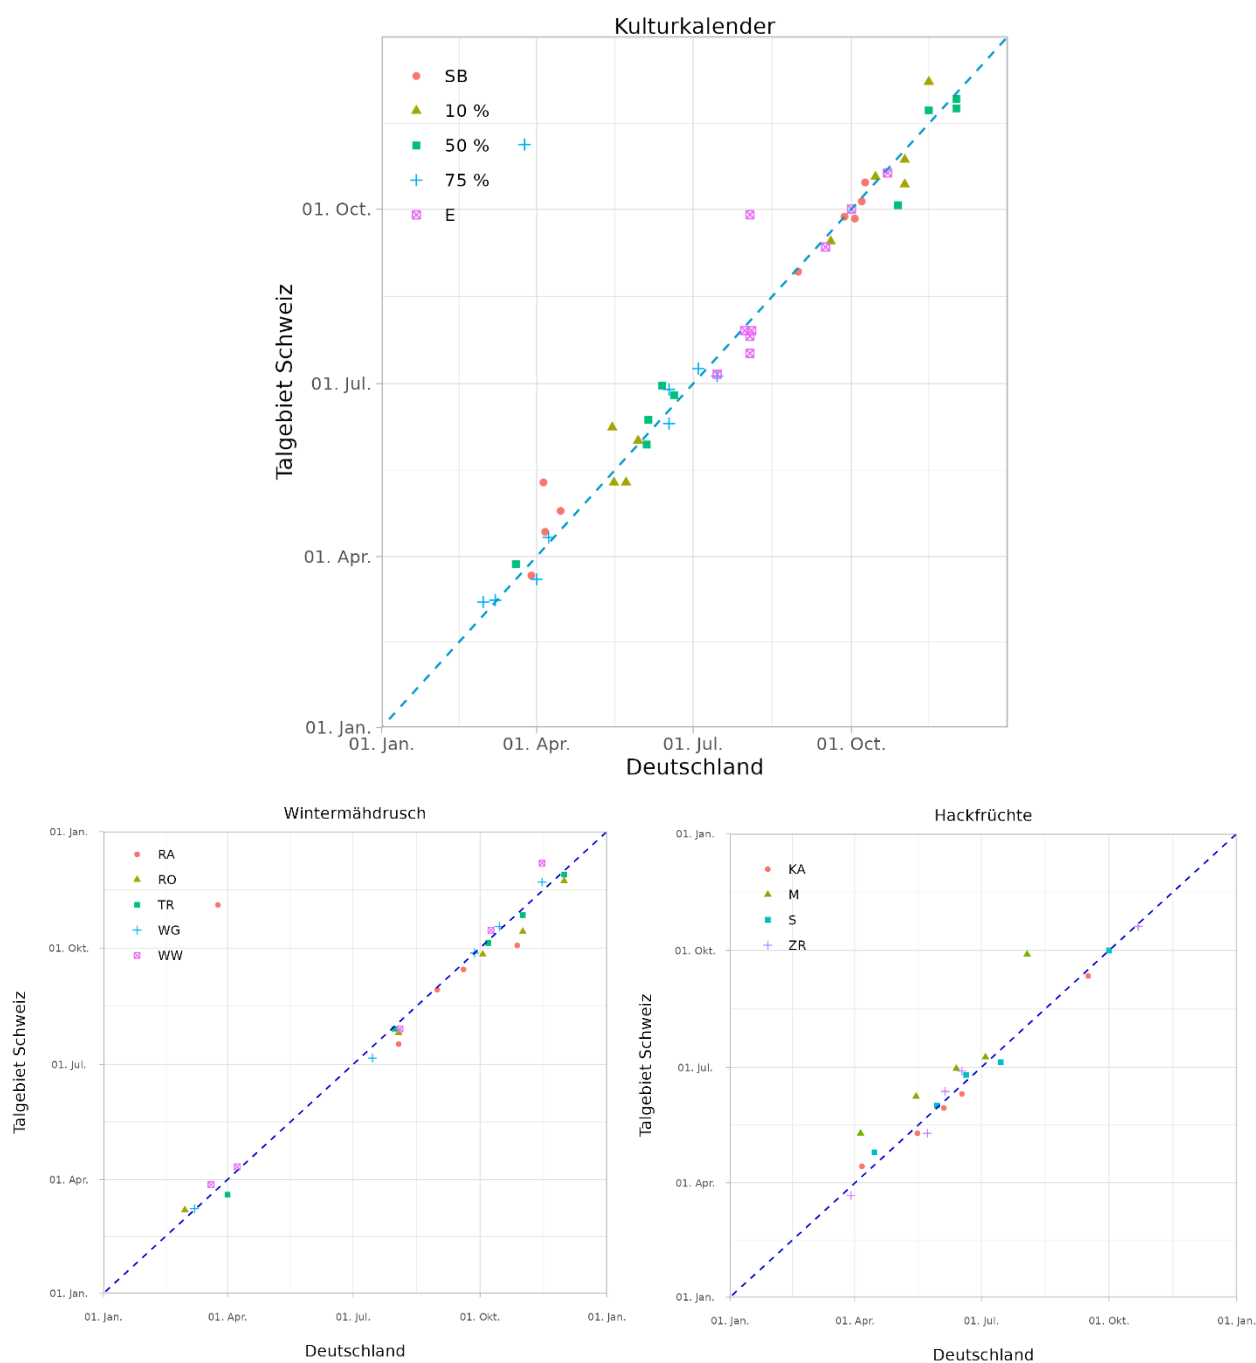 Kulturkalender
SB
10 %
50 %
75 %
E
01. Oct.
01. Jul.
01. Apr.
01. Jan.
Talgebiet Schweiz
01. Jan.
01. Apr.
01. Jul.
01. Oct.
Deutschland
Wintermähdrusch
01. Jan.
RA
RO
TR
WG
WW
01. Okt.
01. Jul.
01. Apr.
01. Jan.
Talgebiet Schweiz
01. Jan.
01. Apr.
01. Jul.
01. Okt.
01. Jan.
Deutschland
Hackfrüchte
01. Jan.
KA
M
S
ZR
01. Okt.
01. Jul.
01. Apr.
01. Jan.
Talgebiet Schweiz
01. Jan.
01. Apr.
01. Jul.
01. Okt.
01. Jan.
Deutschland